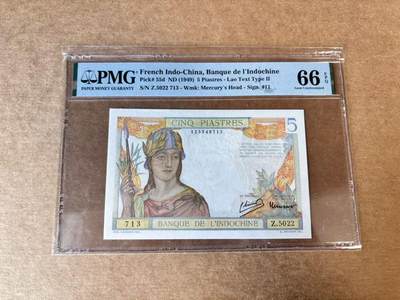 PMG
PAPER MONEY GUARANTY
French Indo-China, Banque de l'Indochine
Pick# 55d ND (1949) 5 Piastres - Lao Text Type II
S/N Z.5022 713 - Wmk: Mercury's Head - Sign. #11
66 EPQ
Gem Uncirculated
CINQ PIASTRES
5
125548713
713
BANQUE DE L'INDOCHINE
Z.5022